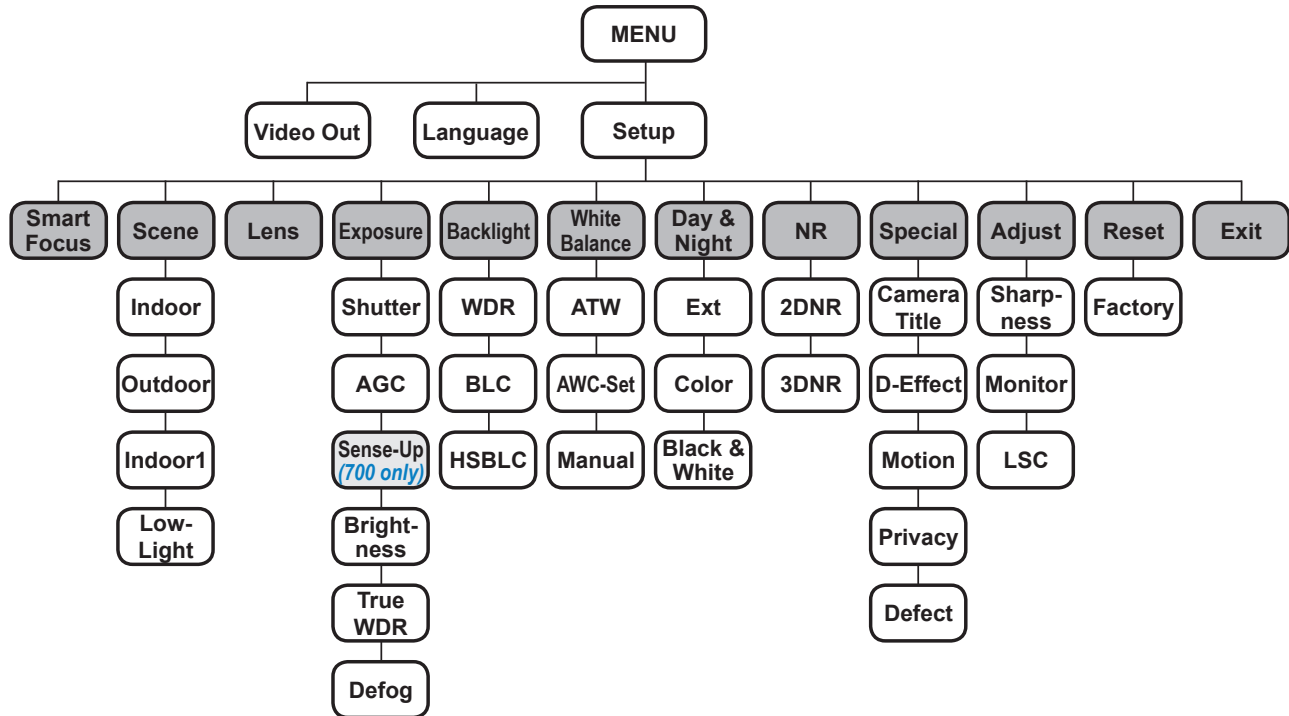 MENU
Video Out
Language
Setup
Smart
Focus
Scene
Lens
Exposure
Backlight
White
Balance
Day &
Night
NR
Special
Adjust
Reset
Exit
Indoor
Outdoor
Indoor1
Low-
Light
Shutter
AGC
Sense-Up
(700 only)
Bright-
ness
True
WDR
Defog
WDR
BLC
HSBLC
ATW
AWC-Set
Manual
Ext
Color
Black &
White
2DNR
3DNR
Camera
Title
D-Effect
Motion
Privacy
Defect
Sharp-
ness
Monitor
LSC
Factory